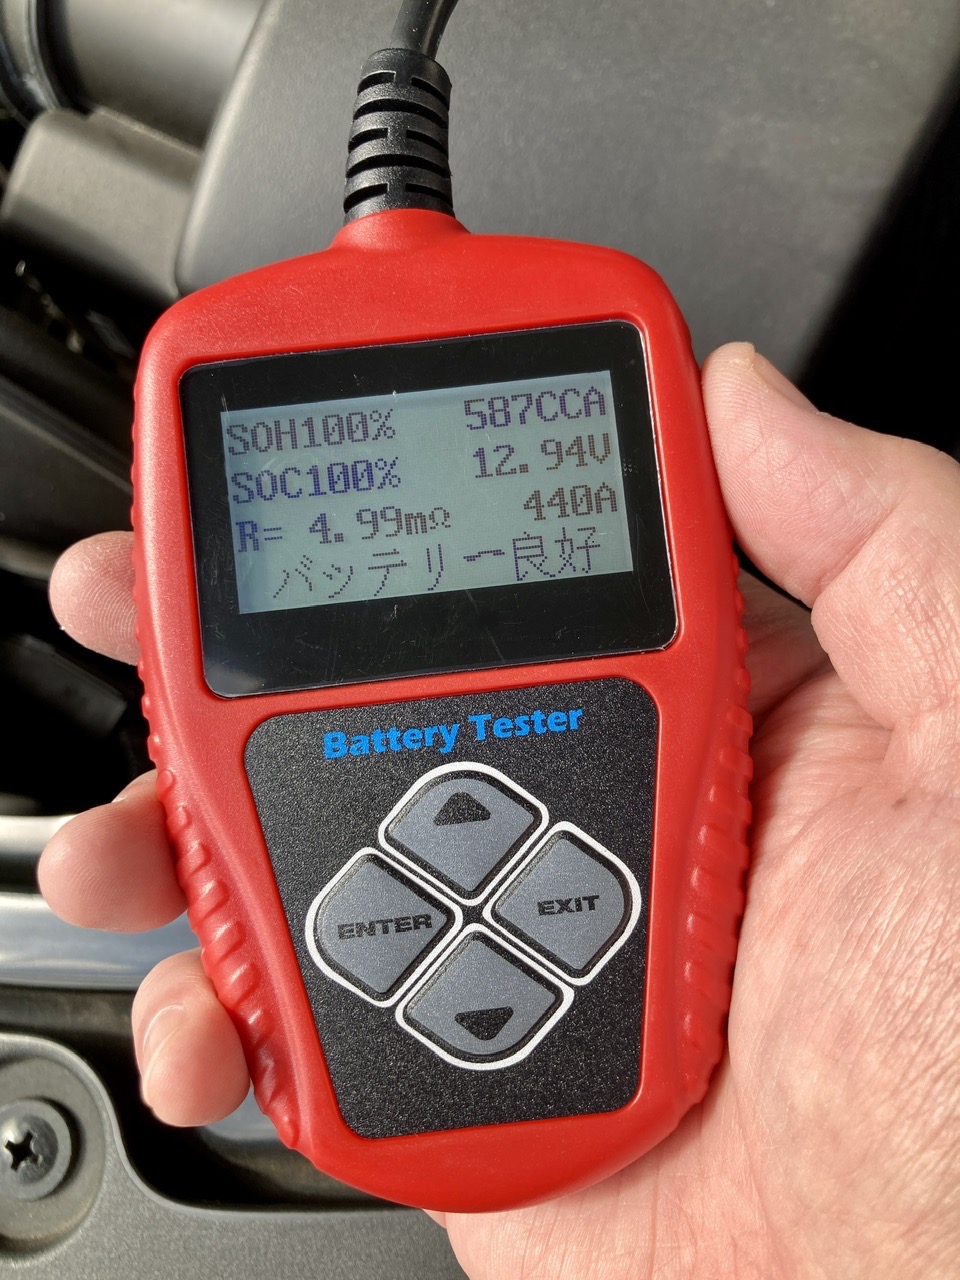 SOH100% 587CCA
SOC100% 12.94V
R= 4.99mΩ 440A
バッテリー良好
Battery Tester
ENTER
EXIT